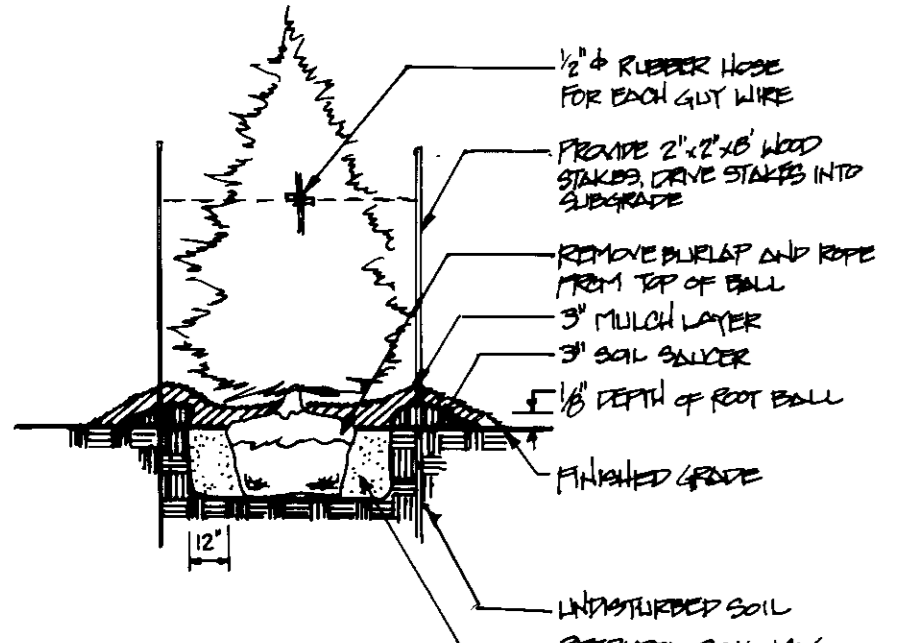 ½" ϕ RUBBER HOSE
FOR EACH GUY WIRE
PROVIDE 2"x2"x8' WOOD
STAKES, DRIVE STAKES INTO
SUBGRADE
REMOVE BURLAP AND ROPE
FROM TOP OF BALL
3" MULCH LAYER
3" SOIL SAUCER
1/8 DEPTH OF ROOT BALL
FINISHED GRADE
12"
UNDISTURBED SOIL